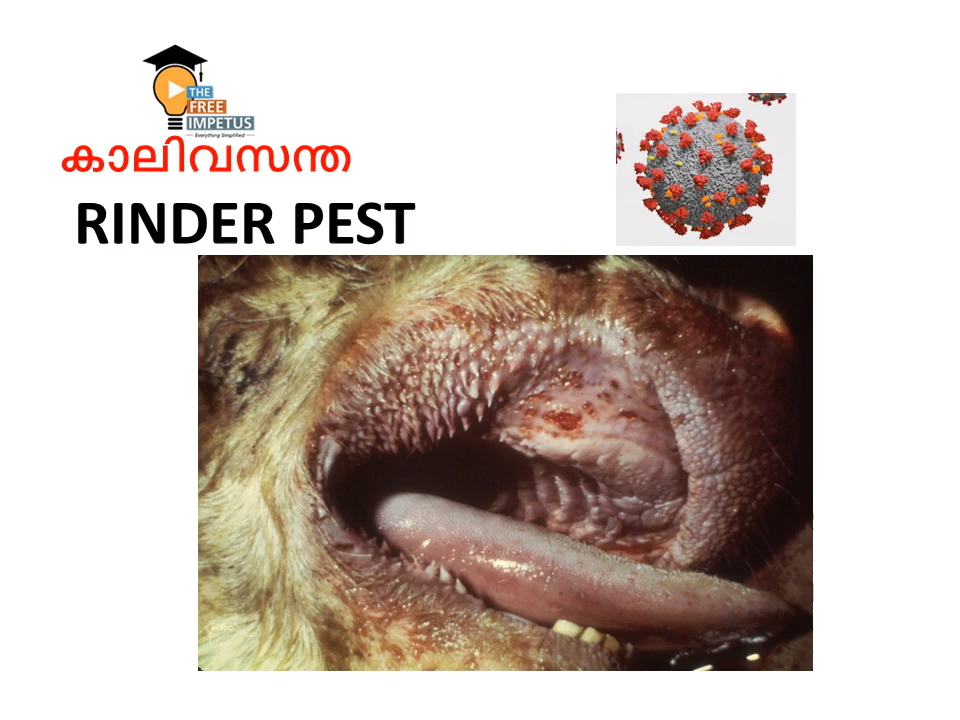 THE
FREE
IMPETUS
Everything Simplified
കാലിവസന്ത
RINDER PEST